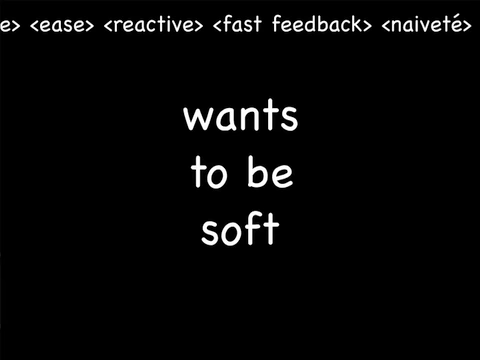 e> <ease> <reactive> <fast feedback> <naiveté>
wants
to be
soft